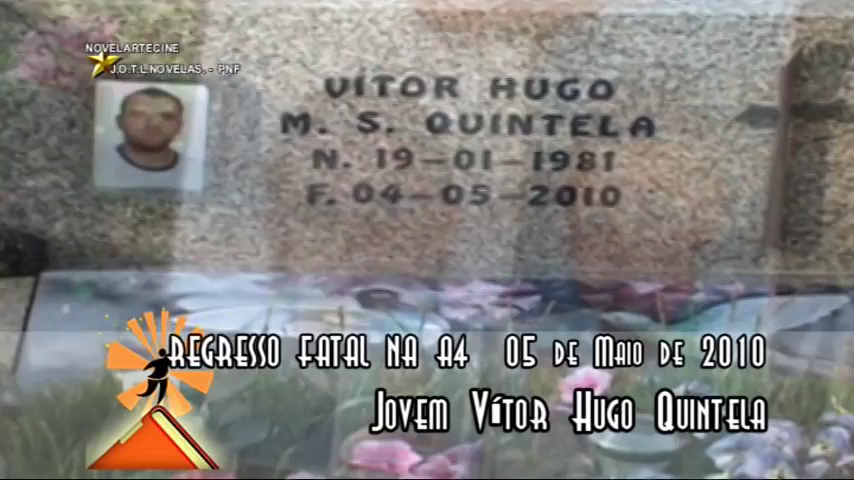 NOVELARTECINE
J.O.T.L.NOVELAS. - PNF
VÍTOR HUGO
M. S. QUINTELA
N. 19-01-1981
F. 04-05-2010
REGRESSO FATAL NA A4 05 DE MAIO DE 2010
JOVEM VÍTOR HUGO QUINTELA